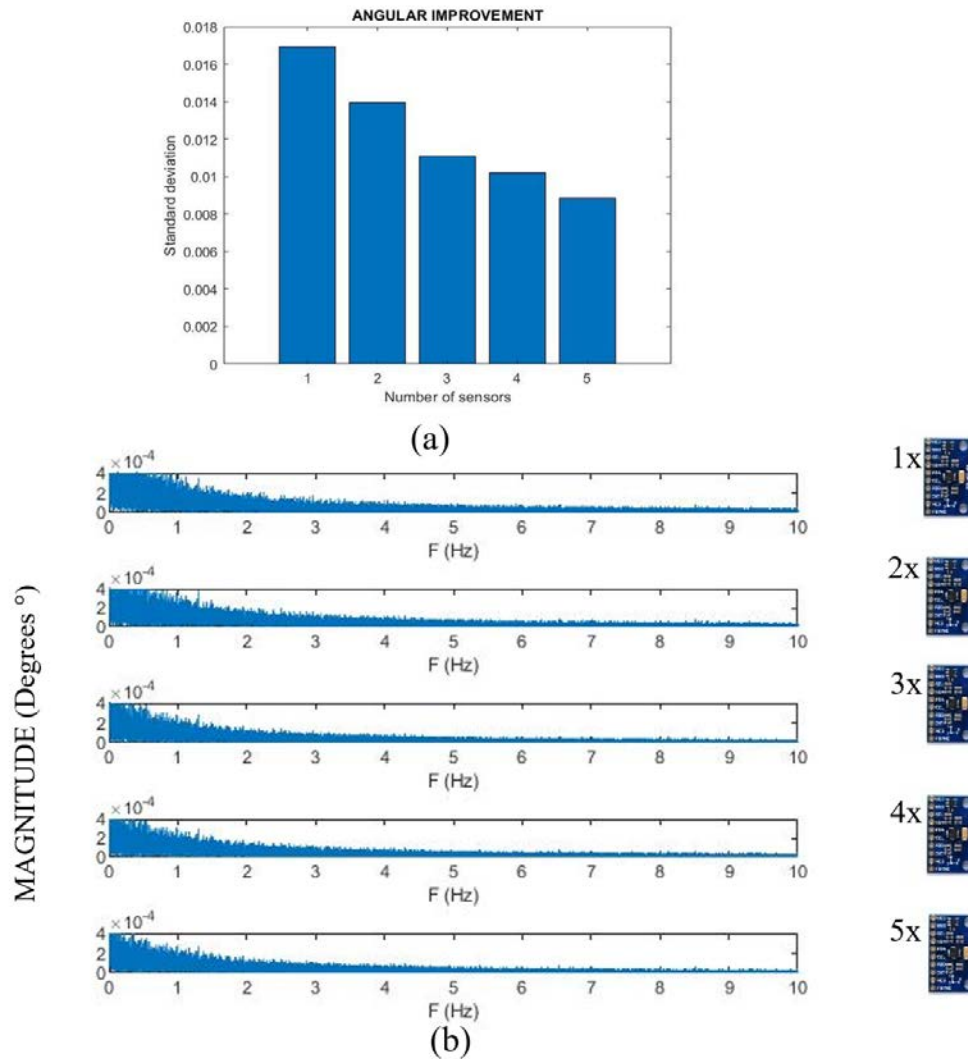 ANGULAR IMPROVEMENT
0.018
0.016
0.014
0.012
0.01
0.008
0.006
0.004
0.002
0
Standard deviation
1 2 3 4 5
Number of sensors
(a)
MAGNITUDE (Degrees °)
×10-4
4
2
0
0 1 2 3 4 5 6 7 8 9 10
F (Hz)
1x
×10-4
4
2
0
0 1 2 3 4 5 6 7 8 9 10
F (Hz)
2x
×10-4
4
2
0
0 1 2 3 4 5 6 7 8 9 10
F (Hz)
3x
×10-4
4
2
0
0 1 2 3 4 5 6 7 8 9 10
F (Hz)
4x
×10-4
4
2
0
0 1 2 3 4 5 6 7 8 9 10
F (Hz)
5x
(b)